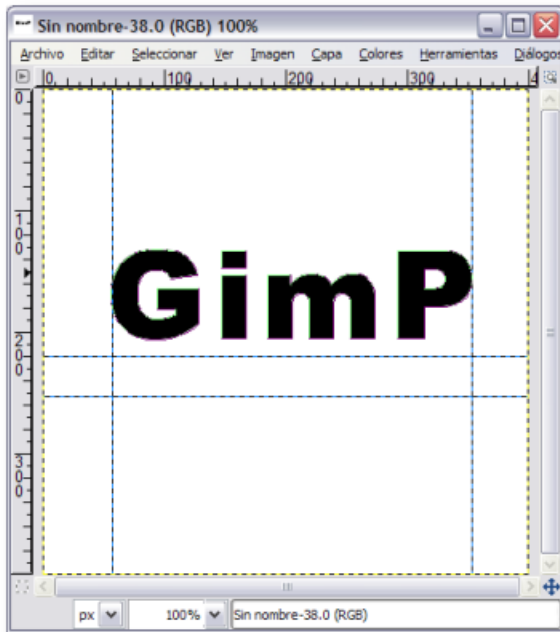 Sin nombre-38.0 (RGB) 100%
Archivo Editar Seleccionar Ver Imagen Capa Colores Herramientas Diálogos
0 100 200 300 4
0
100
200
300
GimP
px 100% Sin nombre-38.0 (RGB)